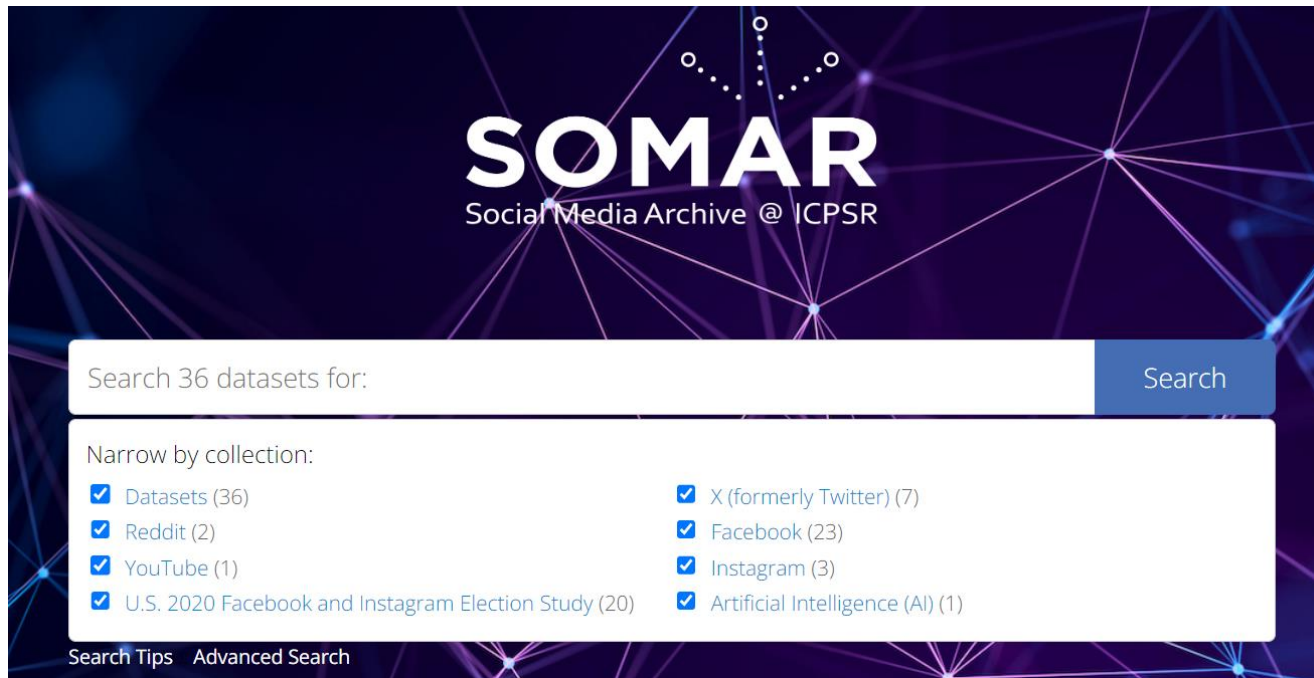 SOMAR
Social Media Archive @ ICPSR
Search 36 datasets for:
Search
Narrow by collection:
Datasets (36)
X (formerly Twitter) (7)
Reddit (2)
Facebook (23)
YouTube (1)
Instagram (3)
U.S. 2020 Facebook and Instagram Election Study (20)
Artificial Intelligence (AI) (1)
Search Tips Advanced Search